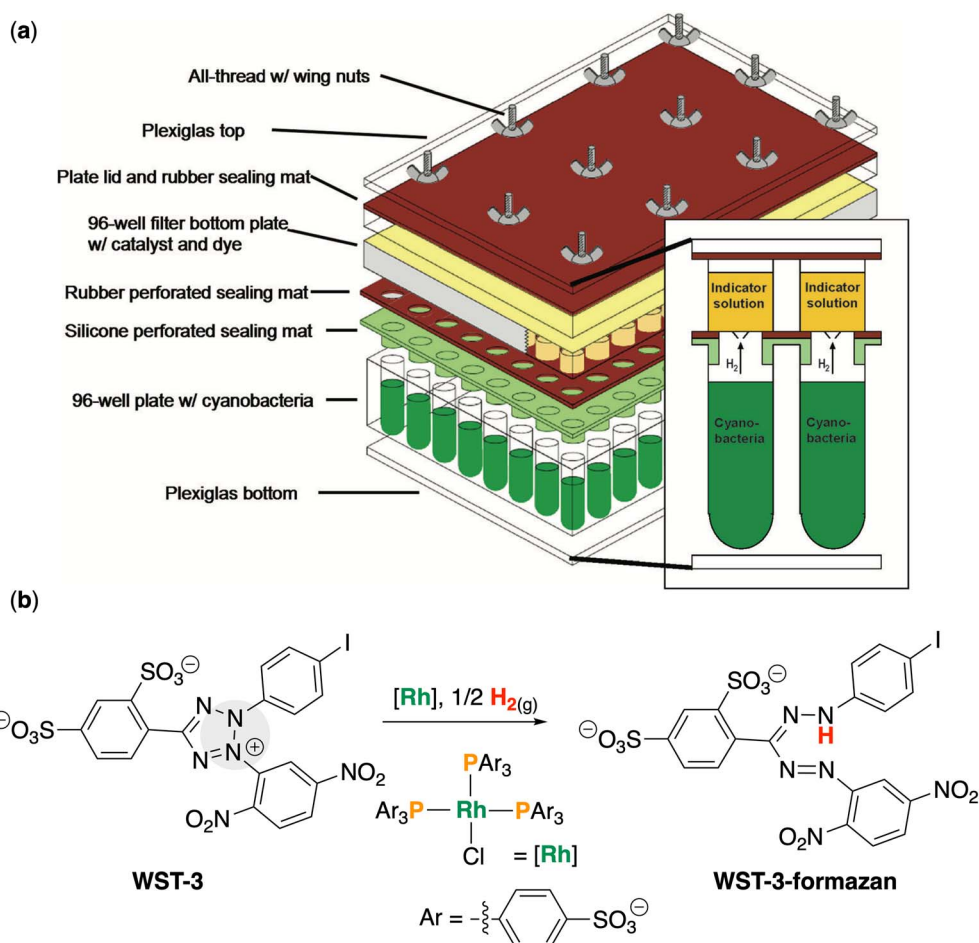 (a)
All-thread w/ wing nuts
Plexiglas top
Plate lid and rubber sealing mat
96-well filter bottom plate
w/ catalyst and dye
Rubber perforated sealing mat
Silicone perforated sealing mat
96-well plate w/ cyanobacteria
Plexiglas bottom
Indicator solution
Indicator solution
H2
H2
Cyano-
bacteria
Cyano-
bacteria
(b)
SO3⊖
⊖O3S
N
N
N
N
⊕
I
NO2
O2N
WST-3
[Rh], 1/2 H2(g)
PAr3
Ar3P
Rh
PAr3
Cl
= [Rh]
Ar =
SO3⊖
SO3⊖
⊖O3S
N
N
H
N=N
I
NO2
O2N
WST-3-formazan